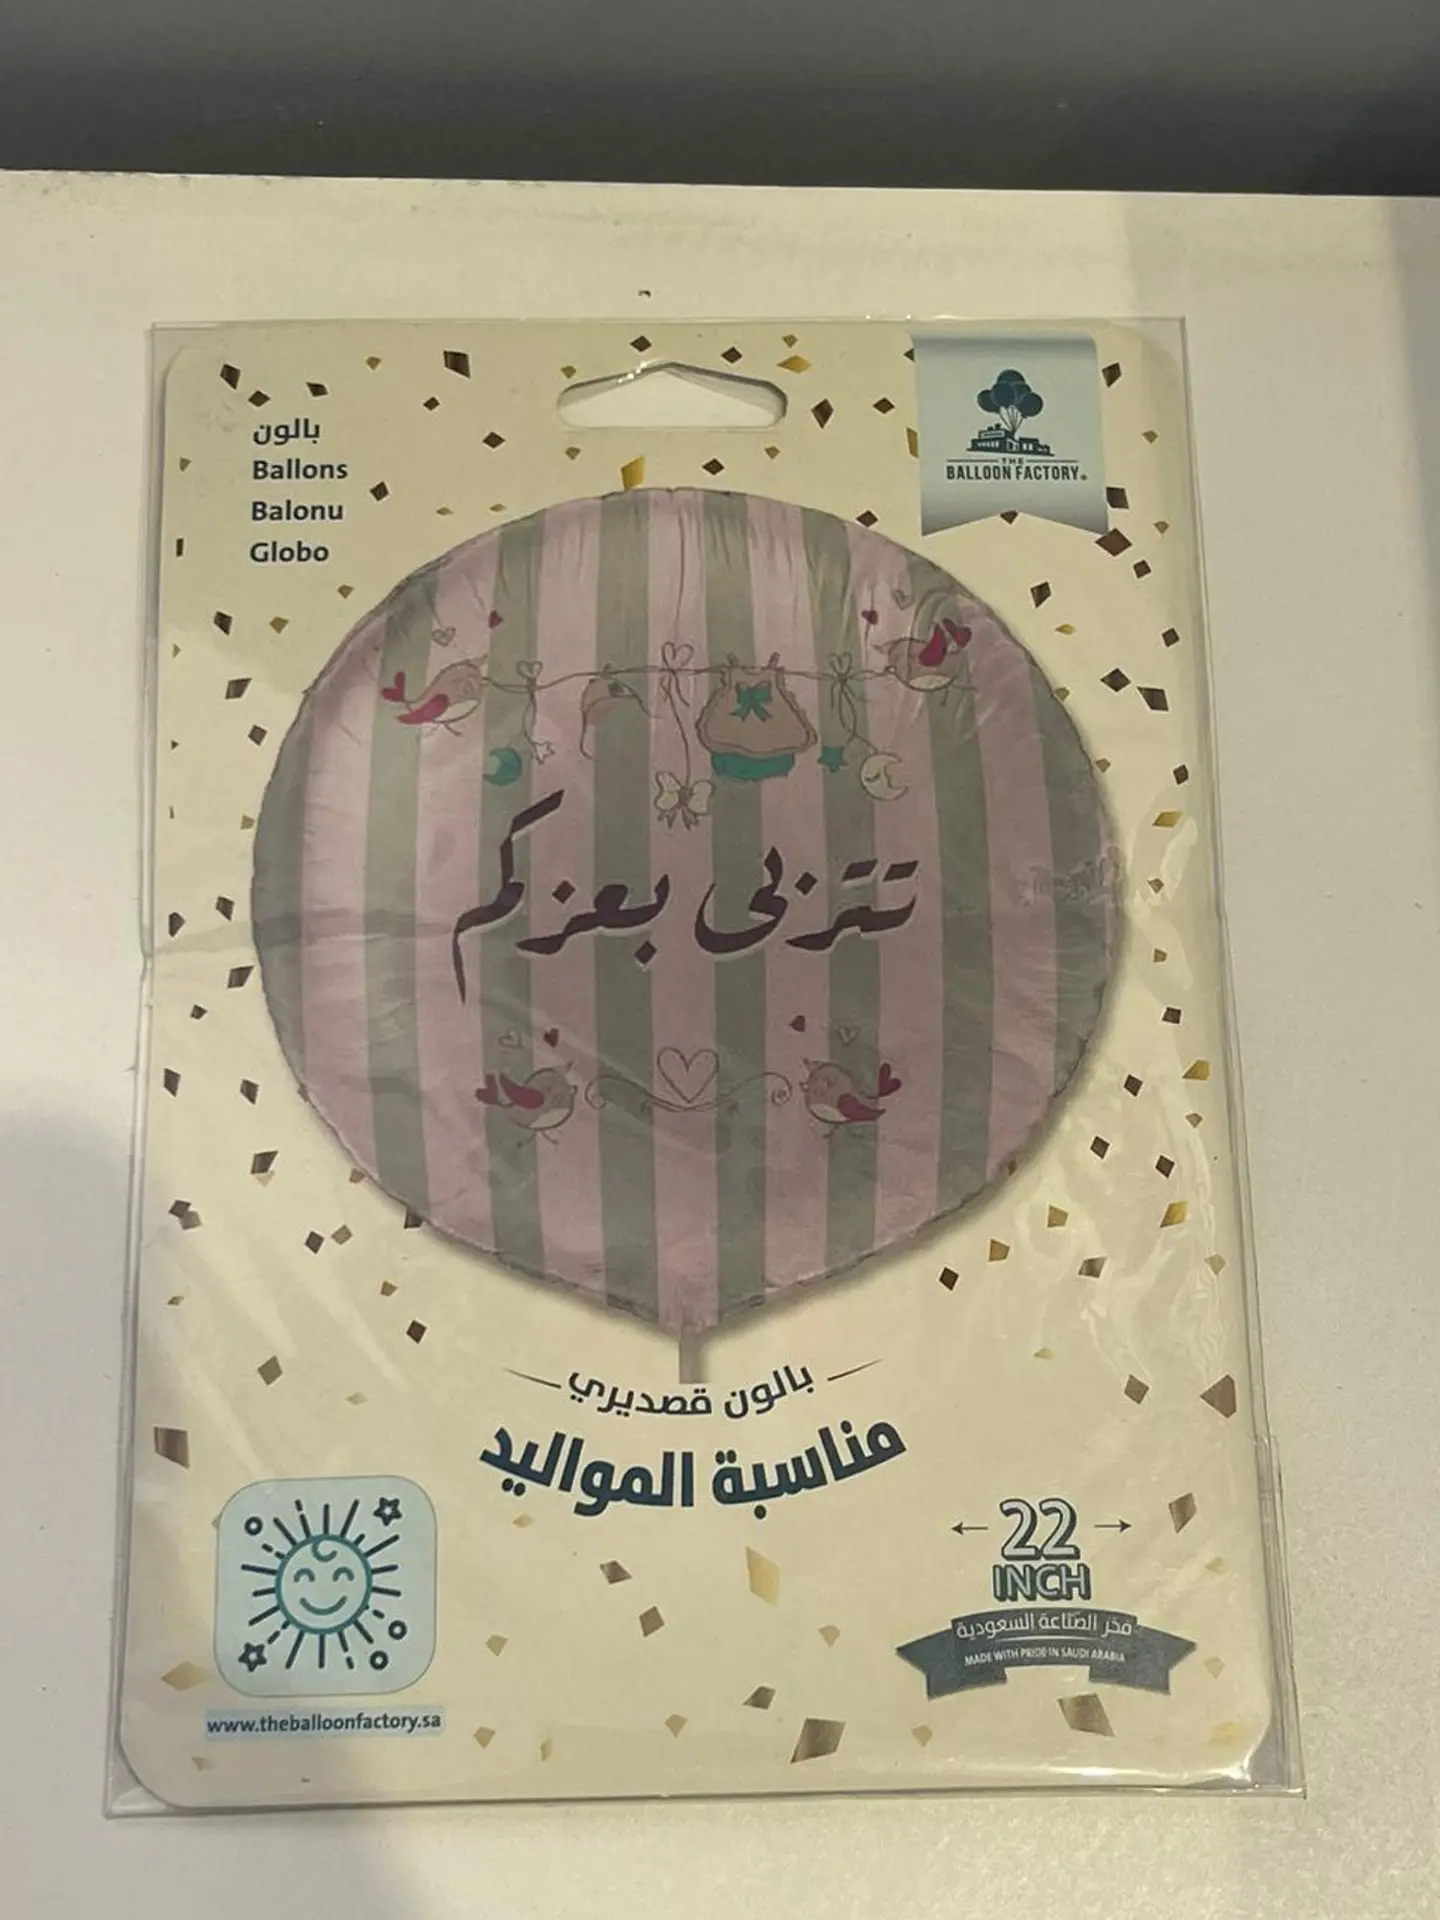 بالون
Ballons
Balonu
Globo
THE
BALLOON FACTORY
تتربى بعزكم
بالون قصديري
مناسبة المواليد
22
INCH
فخر الصناعة السعودية
MADE WITH PRIDE IN SAUDI ARABIA
www.theballoonfactory.sa